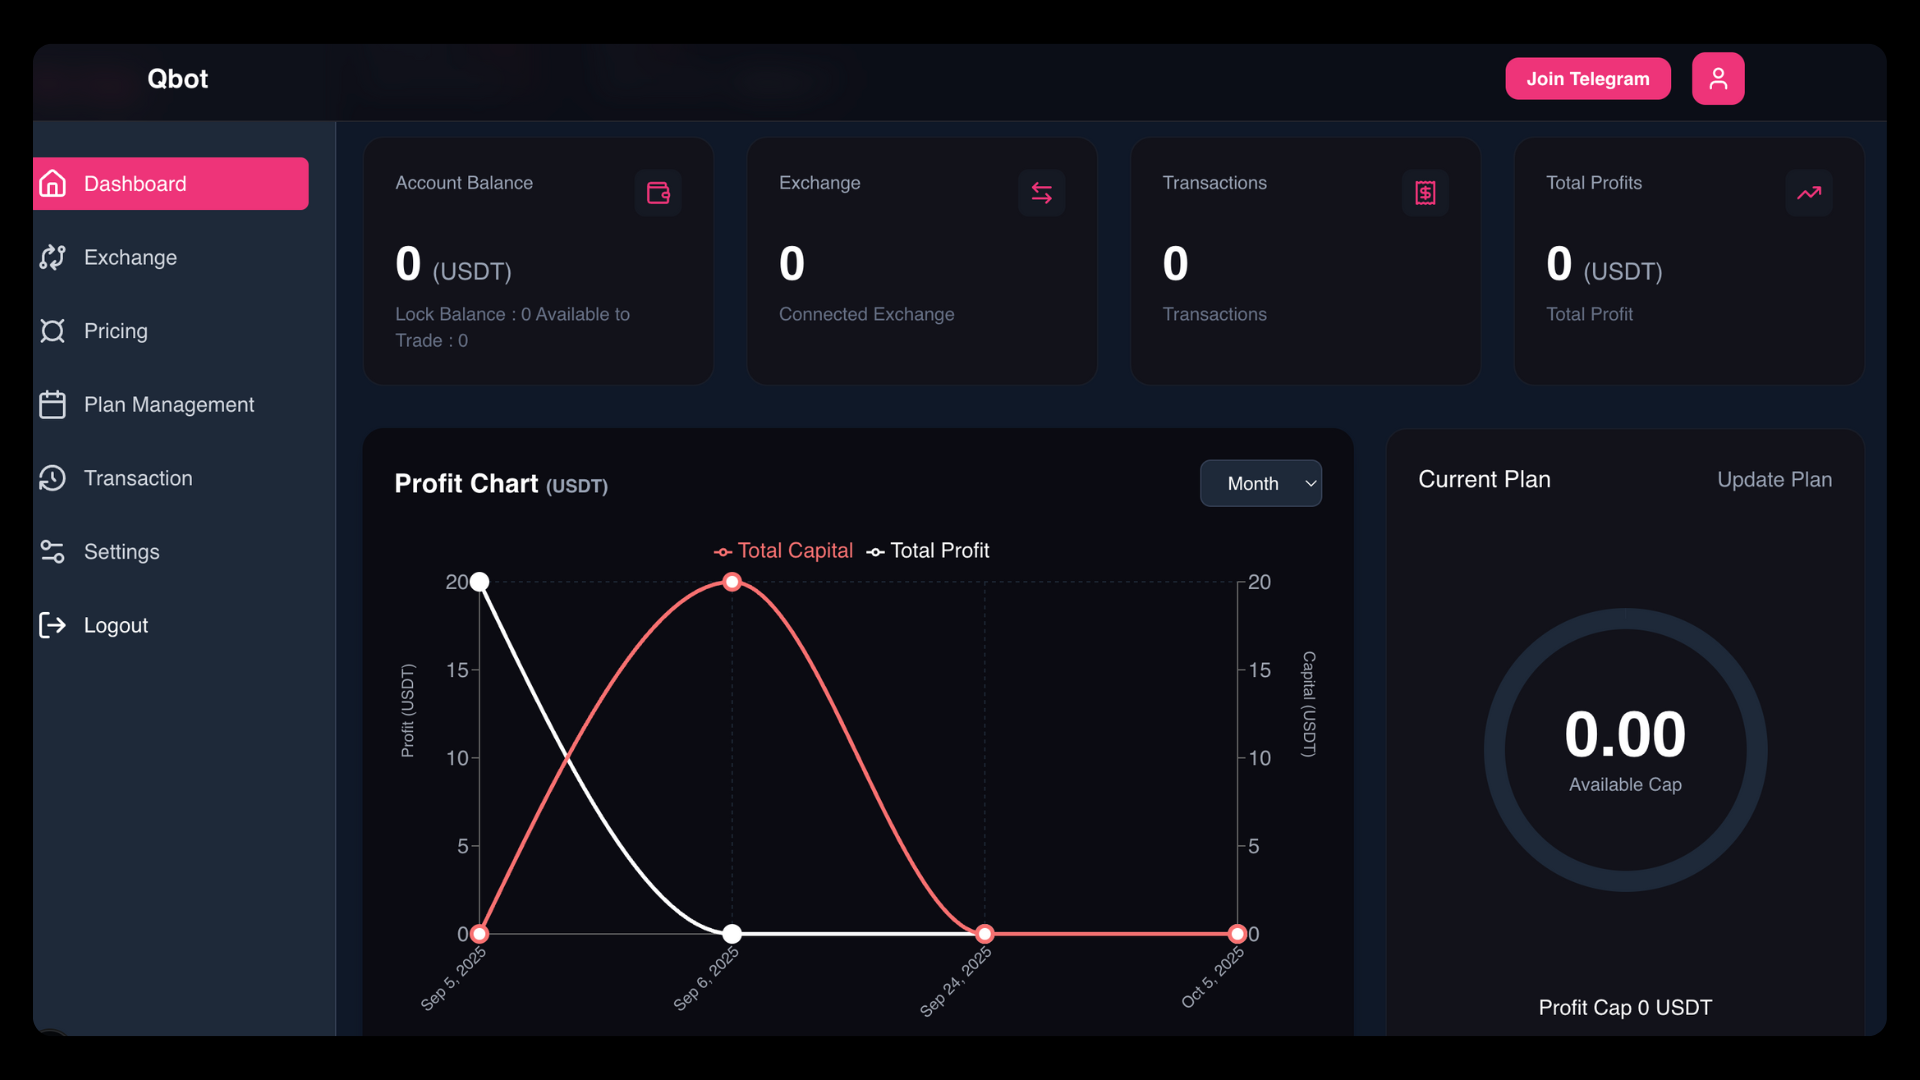 Qbot
Join Telegram
Dashboard
Exchange
Pricing
Plan Management
Transaction
Settings
Logout
Account Balance
0 (USDT)
Lock Balance : 0 Available to
Trade : 0
Exchange
0
Connected Exchange
Transactions
0
Transactions
Total Profits
0 (USDT)
Total Profit
Profit Chart (USDT)
Month
Total Capital Total Profit
Profit (USDT)
20
15
10
5
0
20
15
10
5
0
Capital (USDT)
Sep 5, 2025
Sep 6, 2025
Sep 24, 2025
Oct 5, 2025
Current Plan
Update Plan
0.00
Available Cap
Profit Cap 0 USDT